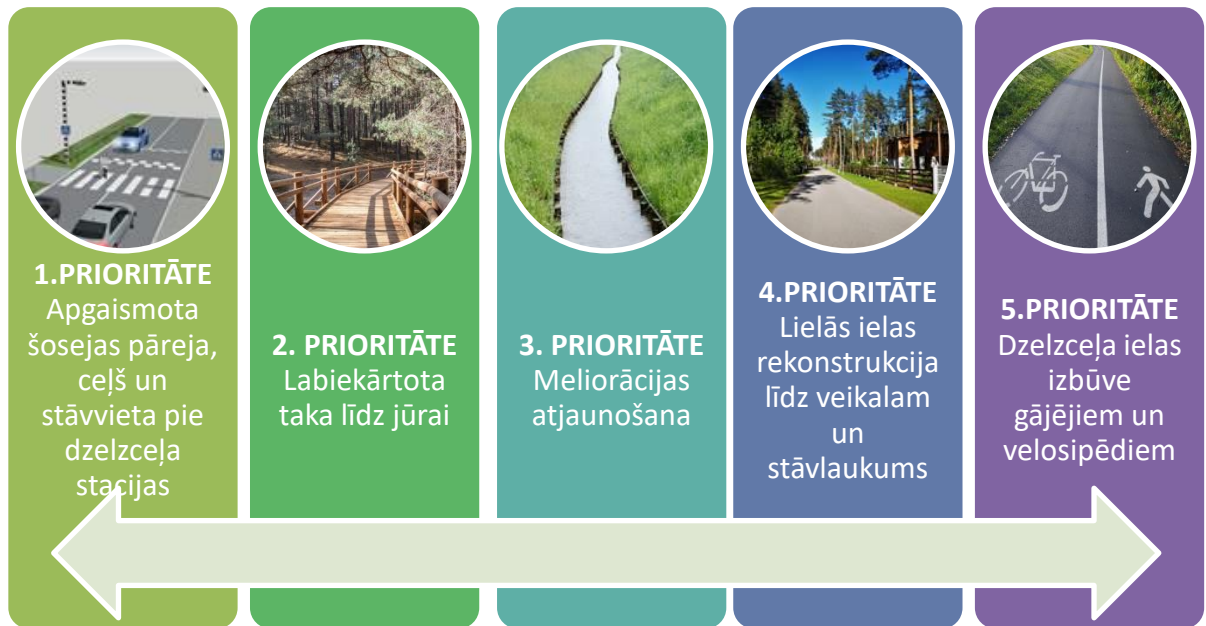 1.PRIORITĀTE
Apgaismota
šosejas pāreja,
ceļš un
stāvvieta pie
dzelzceļa
stacijas
2. PRIORITĀTE
Labiekārtota
taka līdz jūrai
3. PRIORITĀTE
Meliorācijas
atjaunošana
4.PRIORITĀTE
Lielās ielas
rekonstrukcija
līdz veikalam
un
stāvlaukums
5.PRIORITĀTE
Dzelzceļa ielas
izbūve
gājējiem un
velosipēdiem